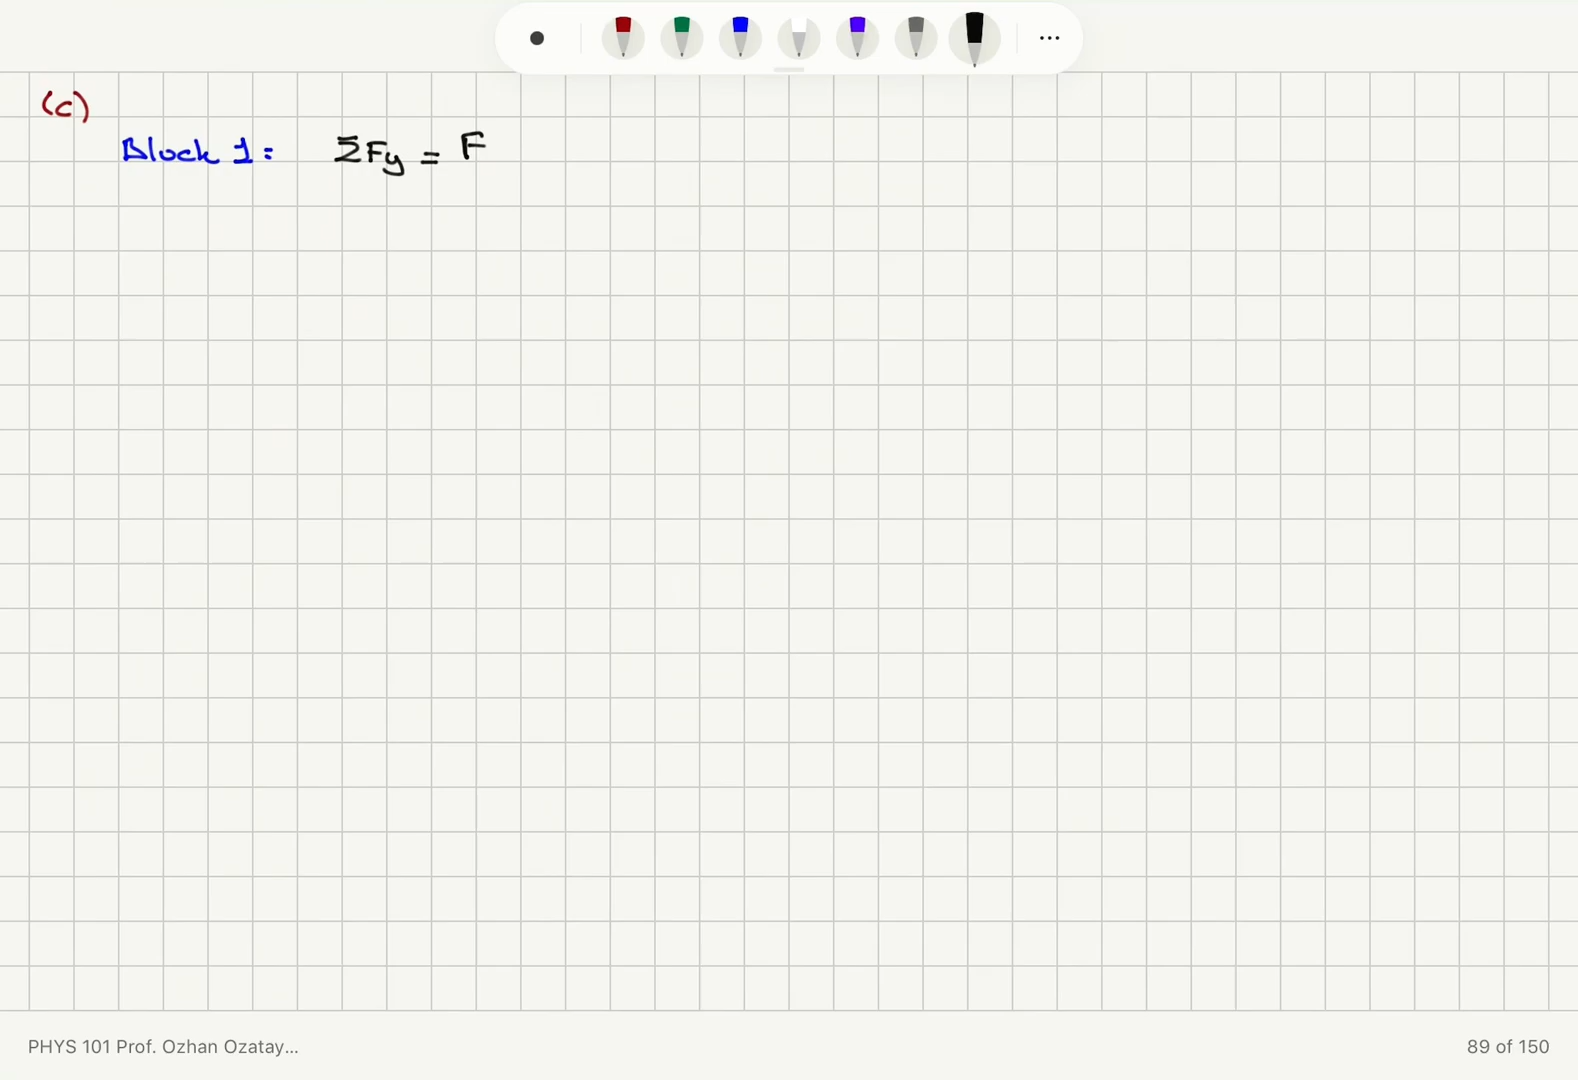 (c)
Block 1: ΣFy = F
PHYS 101 Prof. Ozhan Ozatay...
89 of 150